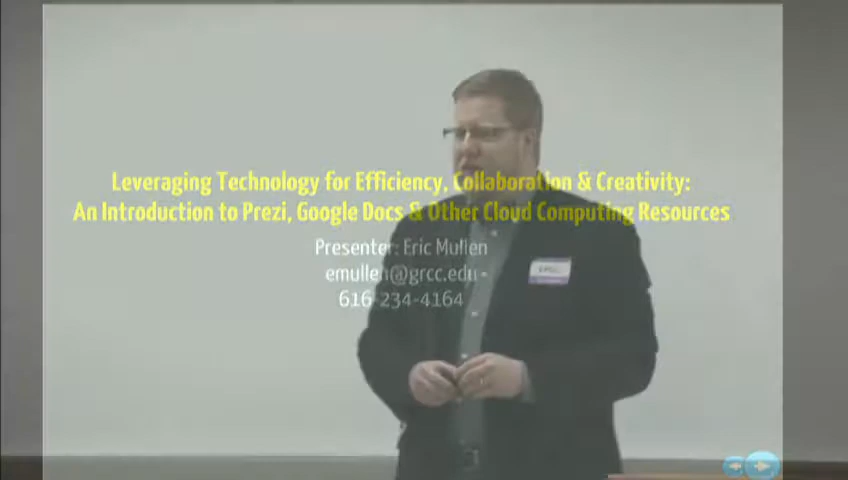 Leveraging Technology for Efficiency, Collaboration & Creativity:
An Introduction to Prezi, Google Docs & Other Cloud Computing Resources
Presenter: Eric Mullen
emullen@grcc.edu -
616-234-4164